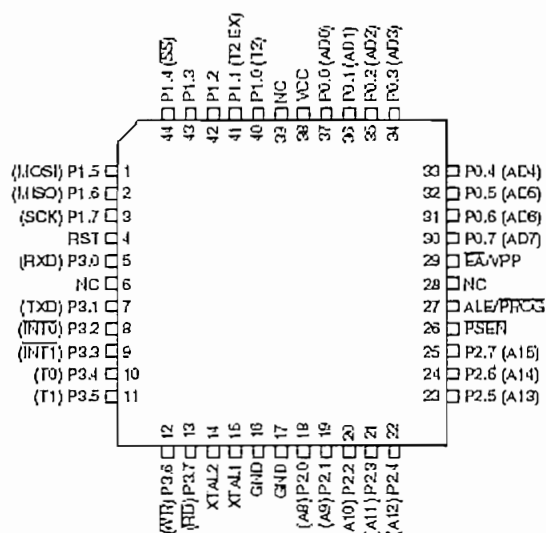 P1.4 (SS)
P1.3
P1.2
P1.1 (T2 EX)
P1.0 (T2)
NC
VCC
P0.0 (AD0)
P0.1 (AD1)
P0.2 (AD2)
P0.3 (AD3)
44
43
42
41
40
39
38
37
36
35
34
(MOSI) P1.5 1
(MISO) P1.6 2
(SCK) P1.7 3
RST 4
(RXD) P3.0 5
NC 6
(TXD) P3.1 7
(INT0) P3.2 8
(INT1) P3.3 9
(T0) P3.4 10
(T1) P3.5 11
33 P0.4 (AD4)
32 P0.5 (AD5)
31 P0.6 (AD6)
30 P0.7 (AD7)
29 EA/VPP
28 NC
27 ALE/PROG
26 PSEN
25 P2.7 (A15)
24 P2.6 (A14)
23 P2.5 (A13)
12
13
14
15
16
17
18
19
20
21
22
(WR) P3.6
(RD) P3.7
XTAL2
XTAL1
GND
GND
(A8) P2.0
(A9) P2.1
(A10) P2.2
(A11) P2.3
(A12) P2.4